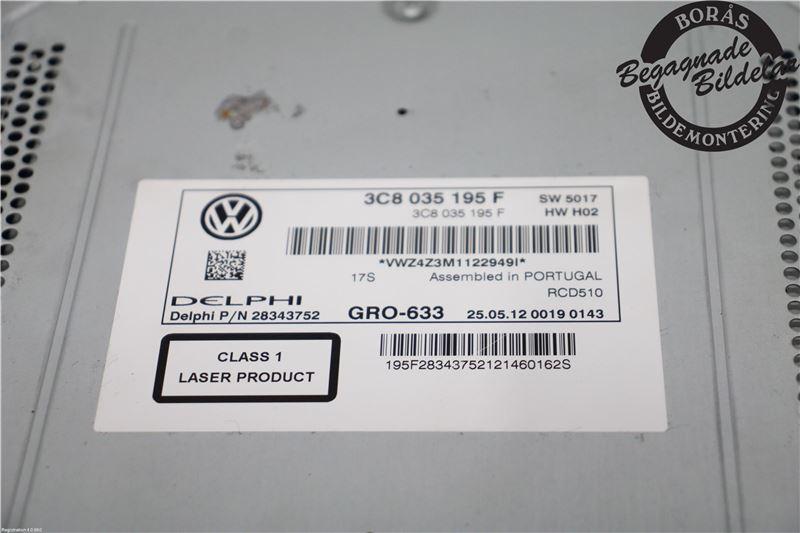 BORÅS
Begagnade
Bildelar
BILDEMONTERING
3C8 035 195 F
SW 5017
3C8 035 195 F
HW H02
*VWZ4Z3M1122949I*
17S
Assembled in PORTUGAL
RCD510
DELPHI
Delphi P/N 28343752
GRO-633
25.05.12 0019 0143
CLASS 1
LASER PRODUCT
195F28343752121460162S